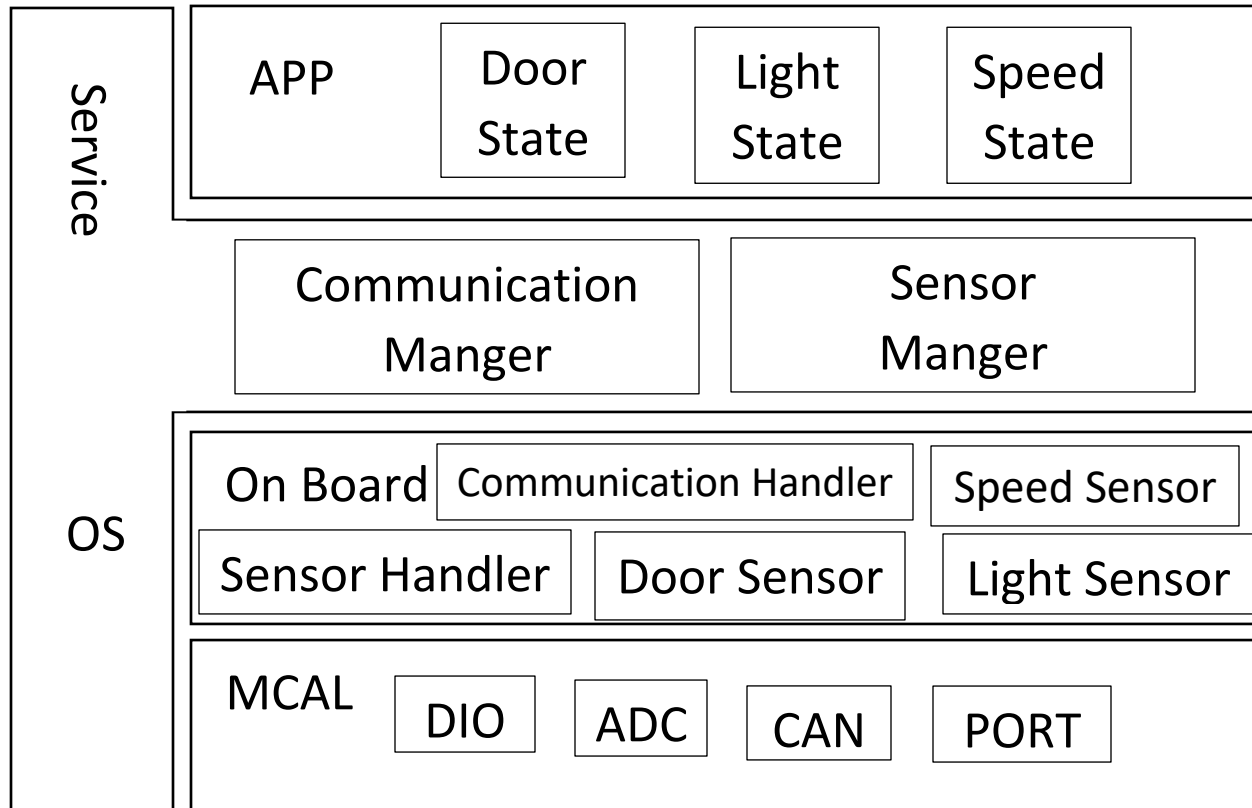 Service
OS
APP
Door
State
Light
State
Speed
State
Communication
Manger
Sensor
Manger
On Board
Communication Handler
Speed Sensor
Sensor Handler
Door Sensor
Light Sensor
MCAL
DIO
ADC
CAN
PORT